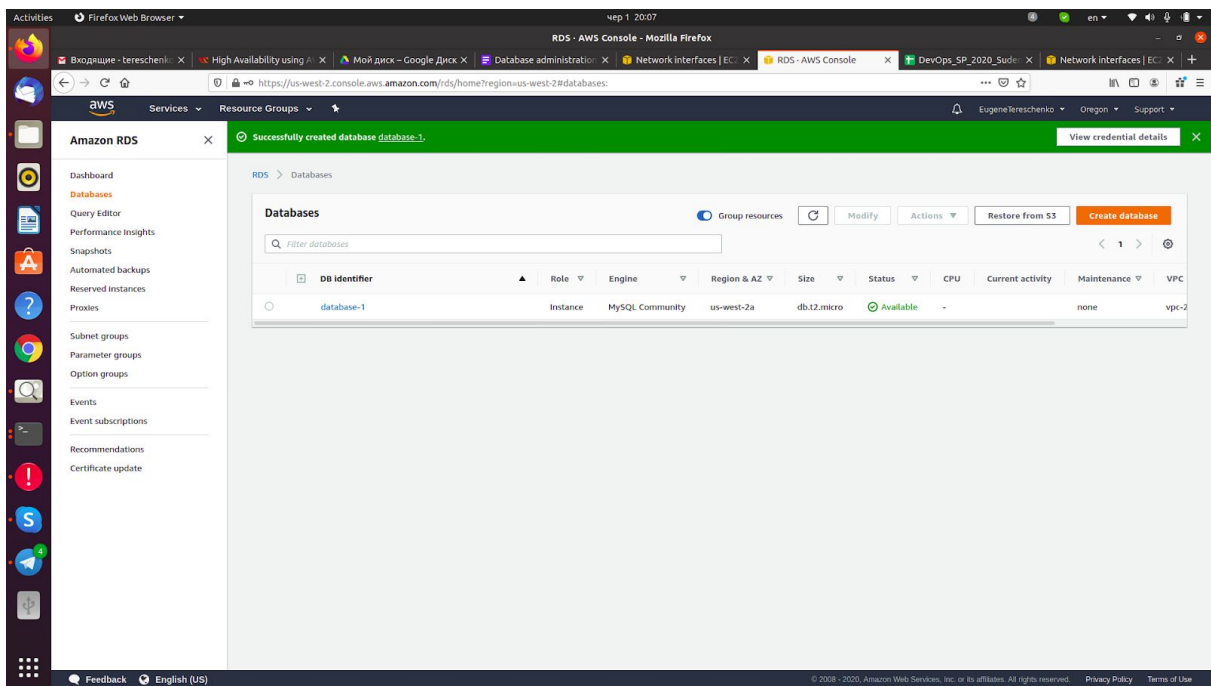 Activities Firefox Web Browser чер 1 20:07 4 en
RDS · AWS Console - Mozilla Firefox
Входящие - tereschenk High Availability using A Мой диск – Google Диск Database administration Network interfaces | EC2 RDS · AWS Console DevOps_SP_2020_Sude Network interfaces | EC2
https://us-west-2.console.aws.amazon.com/rds/home?region=us-west-2#databases:
aws Services Resource Groups EugeneTereschenko Oregon Support
Amazon RDS
Successfully created database database-1. View credential details
Dashboard
Databases
Query Editor
Performance Insights
Snapshots
Automated backups
Reserved instances
Proxies
Subnet groups
Parameter groups
Option groups
Events
Event subscriptions
Recommendations
Certificate update
RDS > Databases
Databases Group resources Modify Actions Restore from S3 Create database
Filter databases 1
DB identifier Role Engine Region & AZ Size Status CPU Current activity Maintenance VPC
database-1 Instance MySQL Community us-west-2a db.t2.micro Available - none vpc-2
4
Feedback English (US) © 2008 - 2020, Amazon Web Services, Inc. or its affiliates. All rights reserved. Privacy Policy Terms of Use